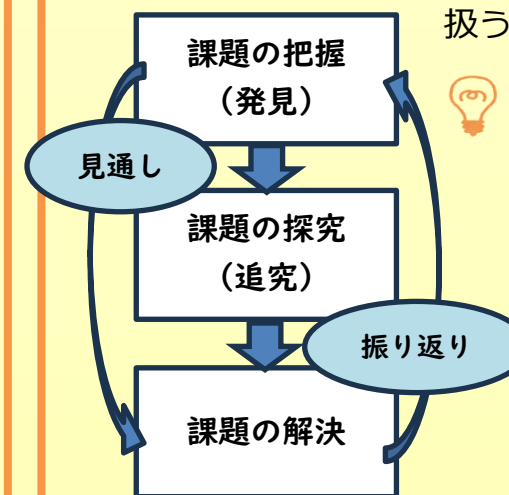 扱う
課題の把握
(発見)
見通し
課題の探究
(追究)
振り返り
課題の解決